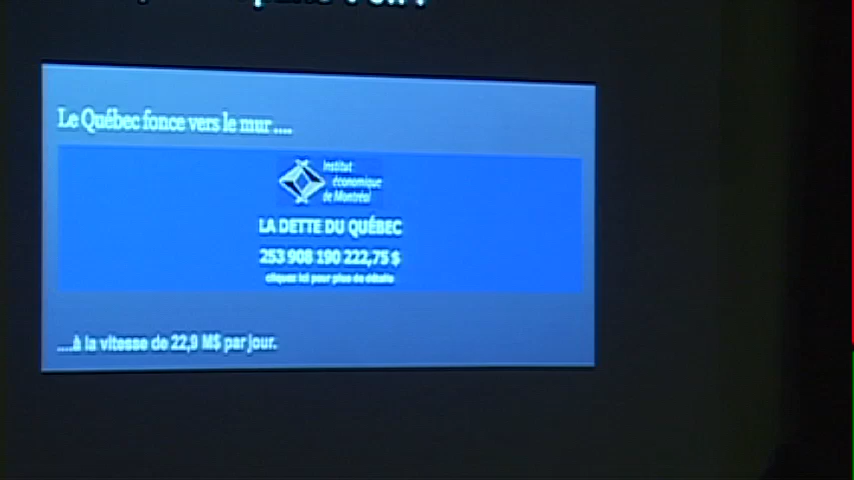 Le Québec fonce vers le mur....
Institut
économique
de Montréal
LA DETTE DU QUÉBEC
253 908 190 222,75 $
cliquez ici pour plus de détails
....à la vitesse de 22,9 M$ par jour.